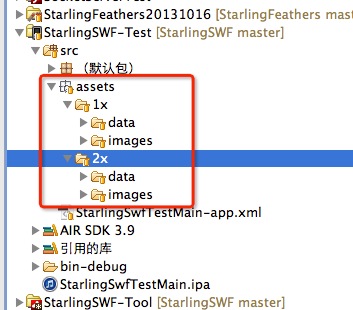 StarlingFeathers20131016 [StarlingFeathers
StarlingSWF-Test [StarlingSWF master]
src
(默认包)
assets
1x
data
images
2x
data
images
StarlingSwfTestMain-app.xml
AIR SDK 3.9
引用的库
bin-debug
StarlingSwfTestMain.ipa
StarlingSWF-Tool [StarlingSWF master]